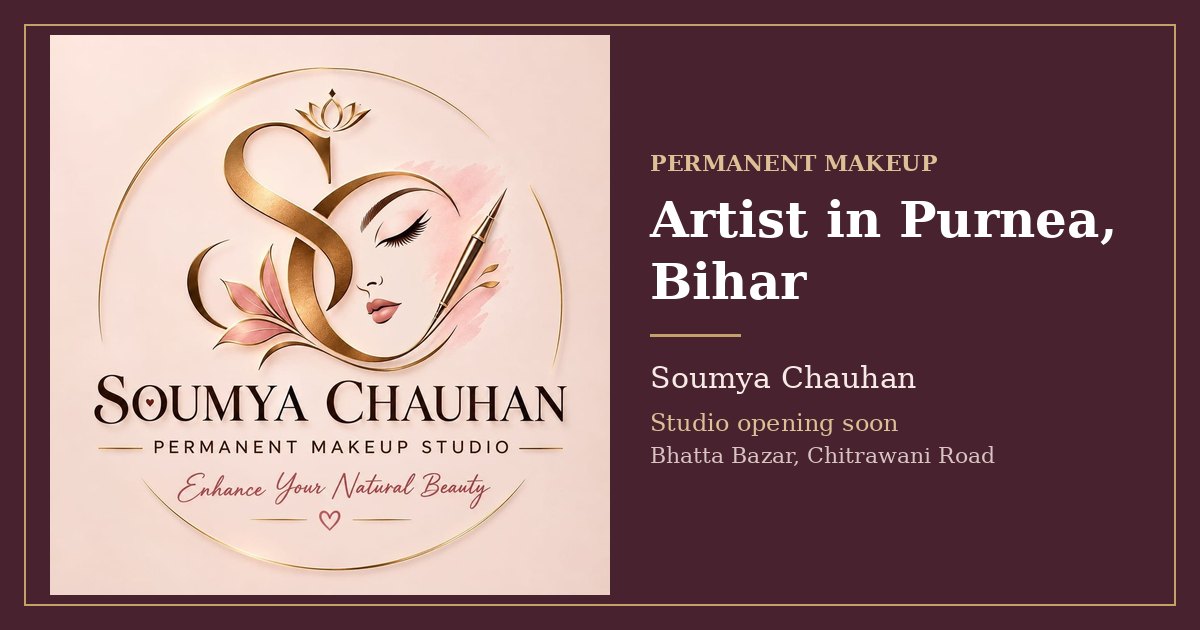 SC
SOUMYA CHAUHAN
PERMANENT MAKEUP STUDIO
Enhance Your Natural Beauty
PERMANENT MAKEUP
Artist in Purnea,
Bihar
Soumya Chauhan
Studio opening soon
Bhatta Bazar, Chitrawani Road